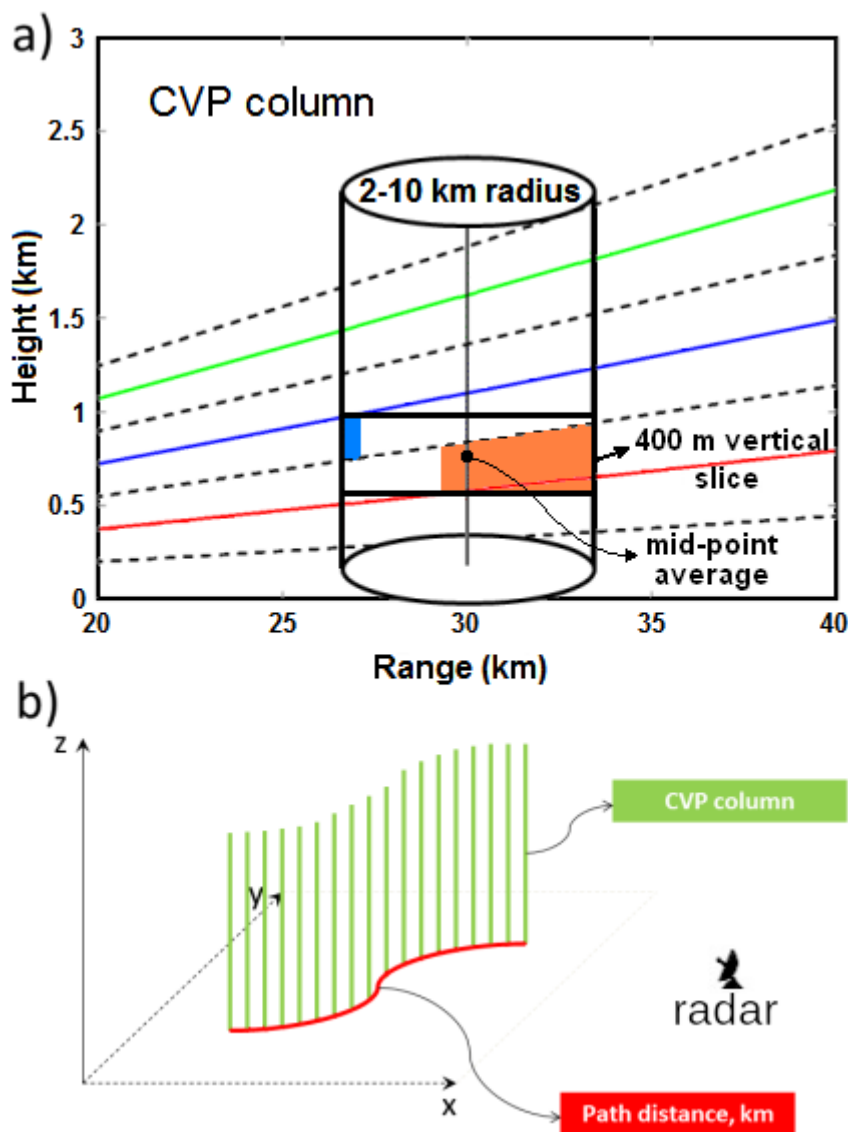 a)
CVP column
2-10 km radius
3
2.5
2
1.5
1
0.5
0
Height (km)
400 m vertical
slice
mid-point
average
20
25
30
35
40
Range (km)
b)
z
y
x
CVP column
radar
Path distance, km